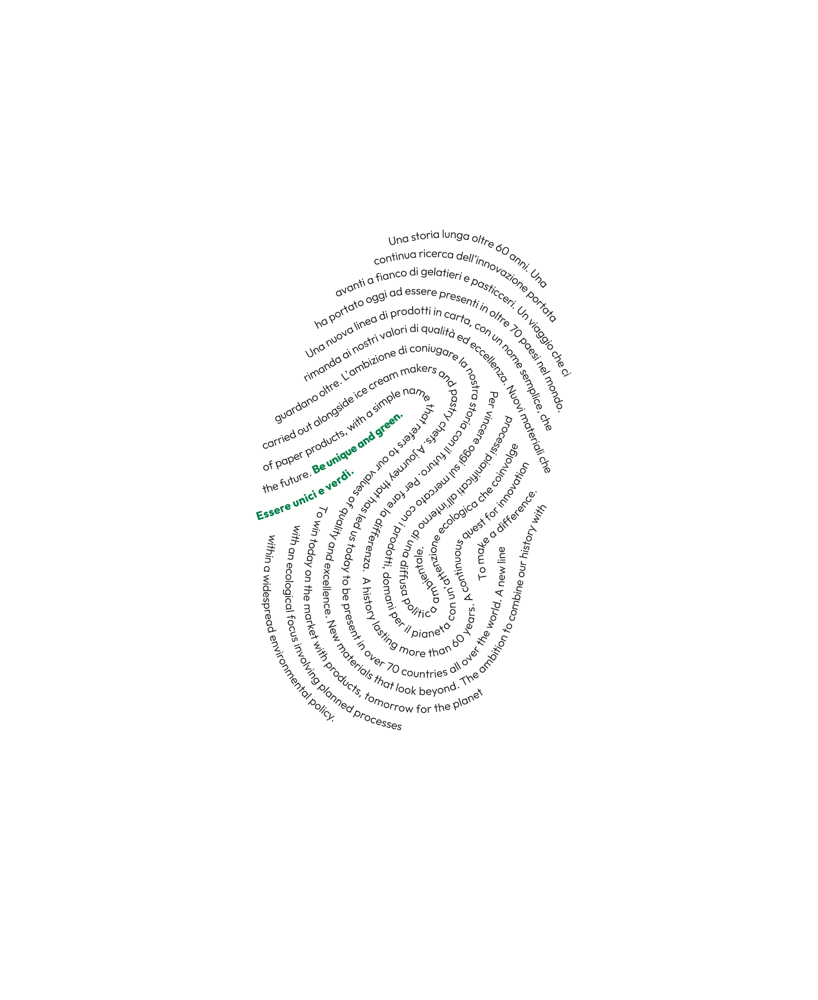 Una storia lunga oltre 60 anni. Una
continua ricerca dell'innovazione portata
avanti a fianco di gelatieri e pasticceri. Un viaggio che ci
ha portato oggi ad essere presenti in oltre 70 paesi nel mondo.
Una nuova linea di prodotti in carta, con un nome semplice, che
rimanda ai nostri valori di qualità ed eccellenza. Nuovi materiali che
guardano oltre. L'ambizione di coniugare la nostra storia con il futuro. Per fare la differenza.
Per vincere oggi sul mercato con i prodotti, domani per il pianeta con un'attenzione ecologica che coinvolge
processi pianificati all'interno di una diffusa politica ambientale.
Essere unici e verdi.
A history lasting more than 60 years. A continuous quest for innovation
carried out alongside ice cream makers and pastry chefs. A journey that has led us today to be present in over 70 countries all over the world. A new line
of paper products, with a simple name that refers to our values of quality and excellence. New materials that look beyond. The ambition to combine our history with
the future. Be unique and green.
To make a difference.
To win today on the market with products, tomorrow for the planet
with an ecological focus involving planned processes
within a widespread environmental policy.